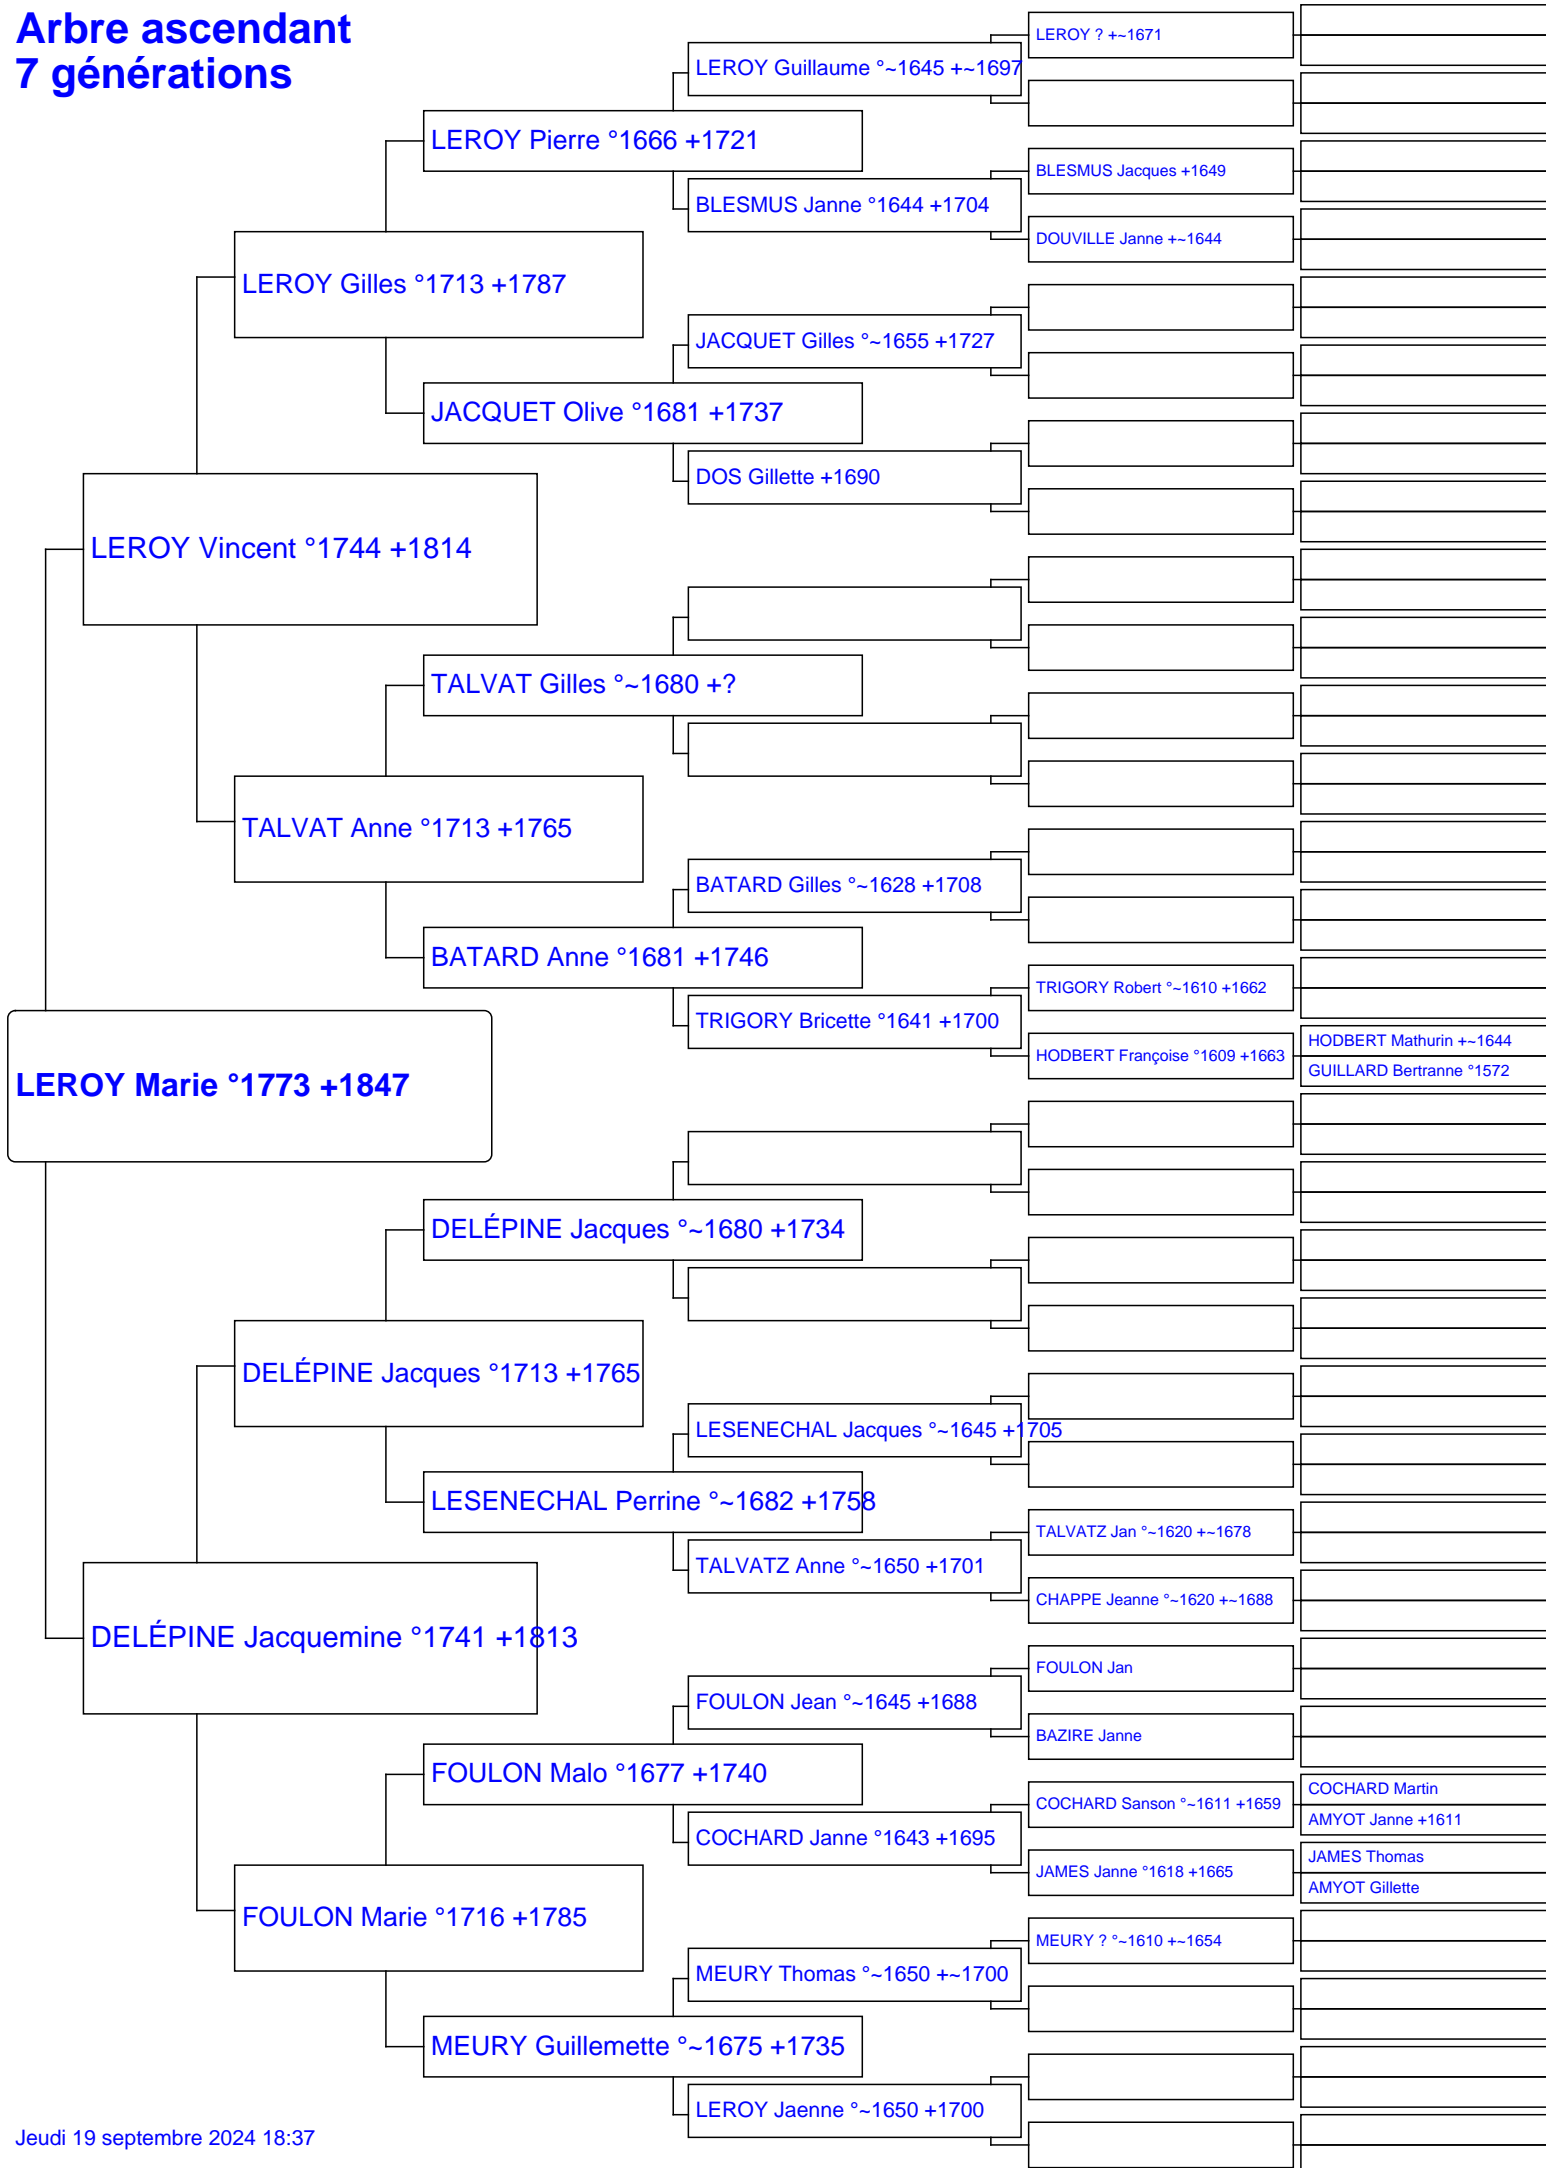 Arbre ascendant
7 générations
LEROY ? +~1671
LEROY Guillaume °~1645 +~1697
LEROY Pierre °1666 +1721
BLESMUS Jacques +1649
BLESMUS Janne °1644 +1704
DOUVILLE Janne +~1644
LEROY Gilles °1713 +1787
JACQUET Gilles °~1655 +1727
JACQUET Olive °1681 +1737
DOS Gillette +1690
LEROY Vincent °1744 +1814
TALVAT Gilles °~1680 +?
TALVAT Anne °1713 +1765
BATARD Gilles °~1628 +1708
BATARD Anne °1681 +1746
TRIGORY Robert °~1610 +1662
TRIGORY Bricette °1641 +1700
HODBERT Françoise °1609 +1663
HODBERT Mathurin +~1644
GUILLARD Bertranne °1572
LEROY Marie °1773 +1847
DELÉPINE Jacques °~1680 +1734
DELÉPINE Jacques °1713 +1765
LESENECHAL Jacques °~1645 +1705
LESENECHAL Perrine °~1682 +1758
TALVATZ Jan °~1620 +~1678
TALVATZ Anne °~1650 +1701
CHAPPE Jeanne °~1620 +~1688
DELÉPINE Jacquemine °1741 +1813
FOULON Jan
FOULON Jean °~1645 +1688
BAZIRE Janne
FOULON Malo °1677 +1740
COCHARD Martin
COCHARD Sanson °~1611 +1659
AMYOT Janne +1611
COCHARD Janne °1643 +1695
JAMES Thomas
JAMES Janne °1618 +1665
AMYOT Gillette
FOULON Marie °1716 +1785
MEURY ? °~1610 +~1654
MEURY Thomas °~1650 +~1700
MEURY Guillemette °~1675 +1735
LEROY Jaenne °~1650 +1700
Jeudi 19 septembre 2024 18:37